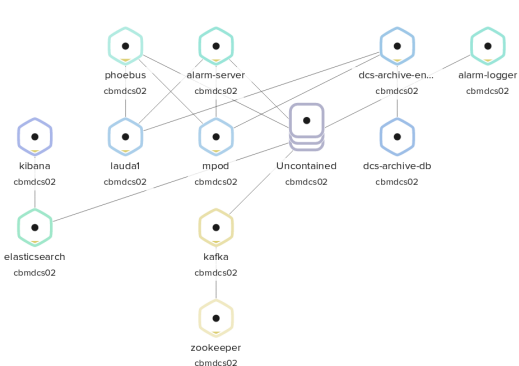 phoebus
cbmdcs02
alarm-server
cbmdcs02
dcs-archive-en...
cbmdcs02
alarm-logger
cbmdcs02
kibana
cbmdcs02
lauda1
cbmdcs02
mpod
cbmdcs02
Uncontained
cbmdcs02
dcs-archive-db
cbmdcs02
elasticsearch
cbmdcs02
kafka
cbmdcs02
zookeeper
cbmdcs02